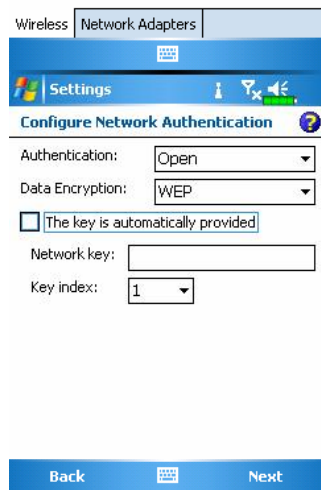 Wireless Network Adapters
Settings
Configure Network Authentication
Authentication: Open
Data Encryption: WEP
The key is automatically provided
Network key:
Key index: 1
Back Next